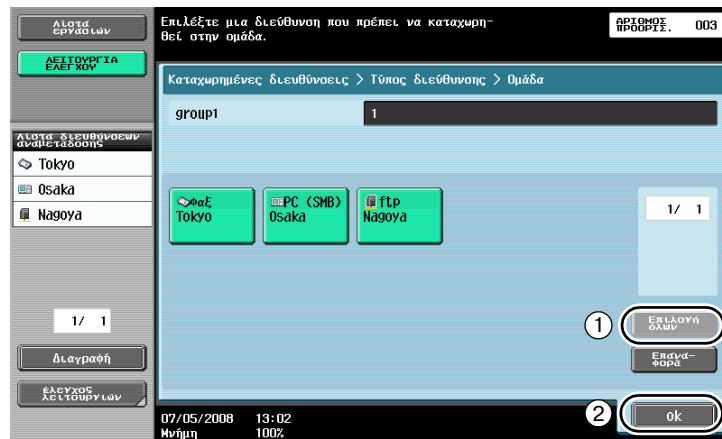 Λίστα
εργασιών
Επιλέξτε μια διεύθυνση που πρέπει να καταχωρη-
θεί στην ομάδα.
ΑΡΙΘΜΟΣ
ΠΡΟΟΡΙΣ. 003
ΛΕΙΤΟΥΡΓΙΑ
ΕΛΕΓΧΟΥ
Καταχωρημένες διευθύνσεις > Τύπος διεύθυνσης > Ομάδα
group1 1
Λίστα διευθύνσεων
αναμετάδοσης
Tokyo
Osaka
Nagoya
Φαξ
Tokyo
PC (SMB)
Osaka
ftp
Nagoya
1/ 1
1/ 1
1
Επιλογή
όλων
Διαγραφή
Επανα-
φορά
έλεγχος
λειτουργιών
2
ok
07/05/2008 13:02
Μνήμη 100%